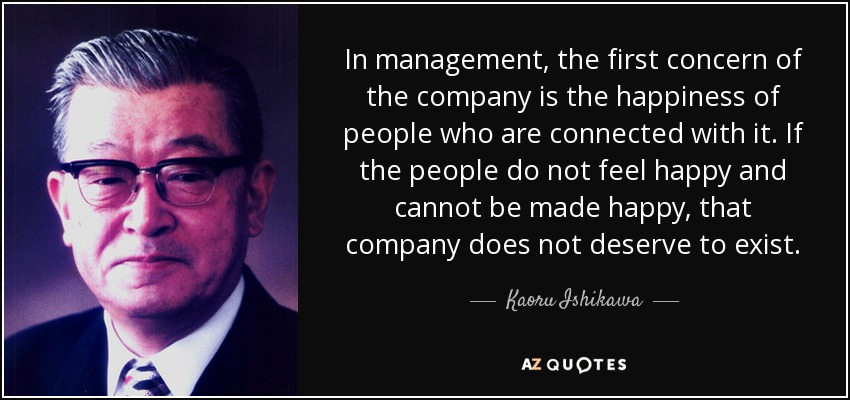 In management, the first concern of
the company is the happiness of
people who are connected with it. If
the people do not feel happy and
cannot be made happy, that
company does not deserve to exist.
Kaoru Ishikawa
AZ QUOTES